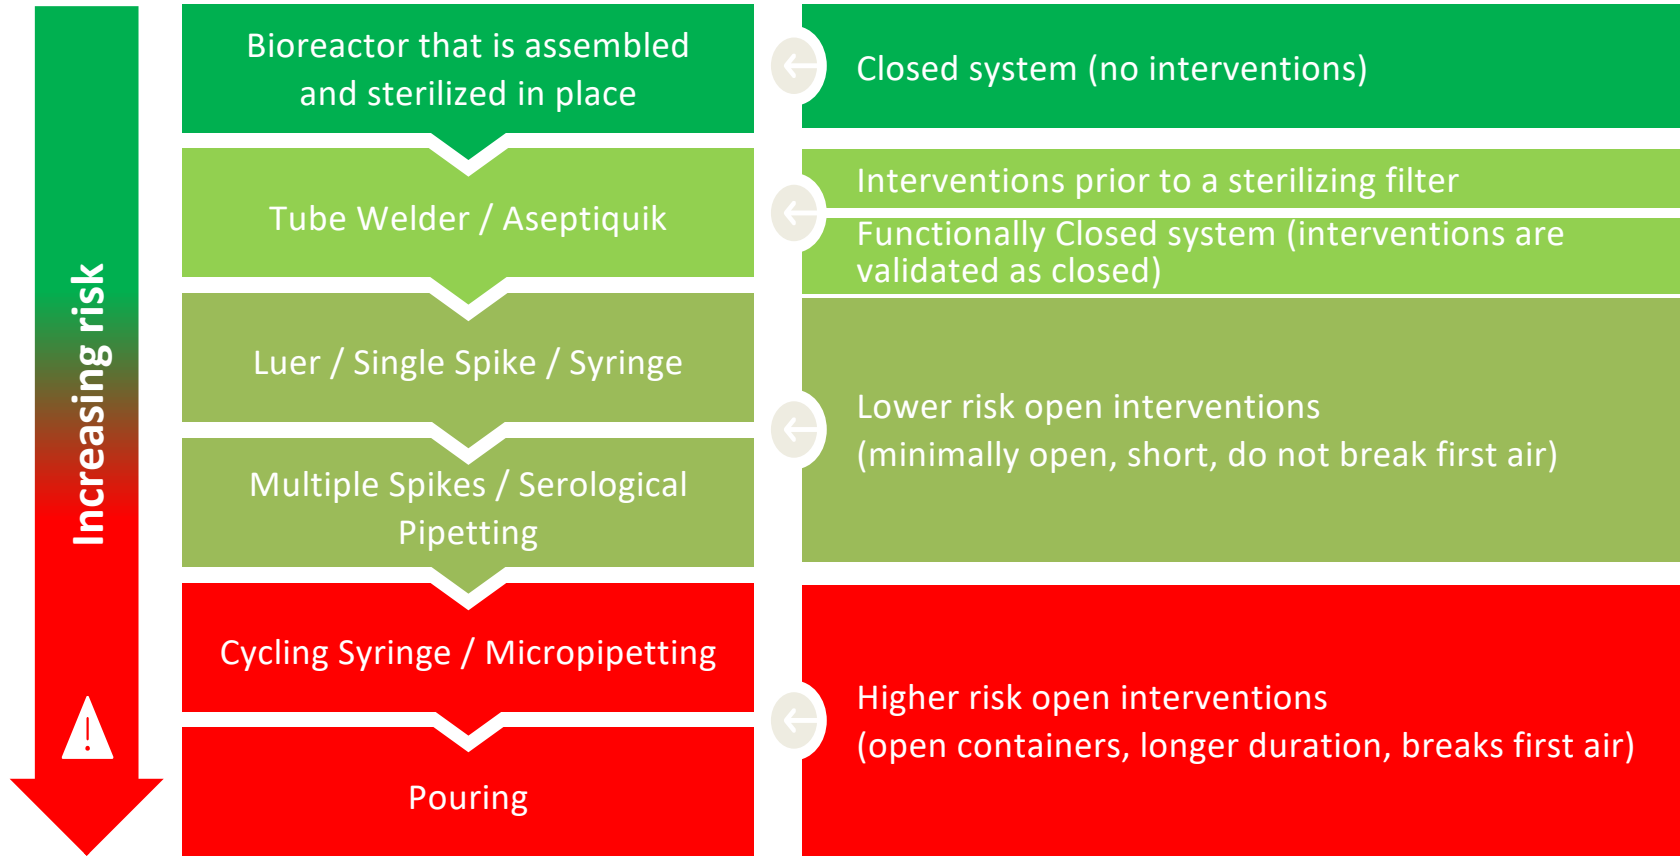 Increasing risk
!
Bioreactor that is assembled
and sterilized in place
Closed system (no interventions)
Tube Welder / Aseptiquik
Interventions prior to a sterilizing filter
Functionally Closed system (interventions are
validated as closed)
Luer / Single Spike / Syringe
Multiple Spikes / Serological
Pipetting
Lower risk open interventions
(minimally open, short, do not break first air)
Cycling Syringe / Micropipetting
Pouring
Higher risk open interventions
(open containers, longer duration, breaks first air)